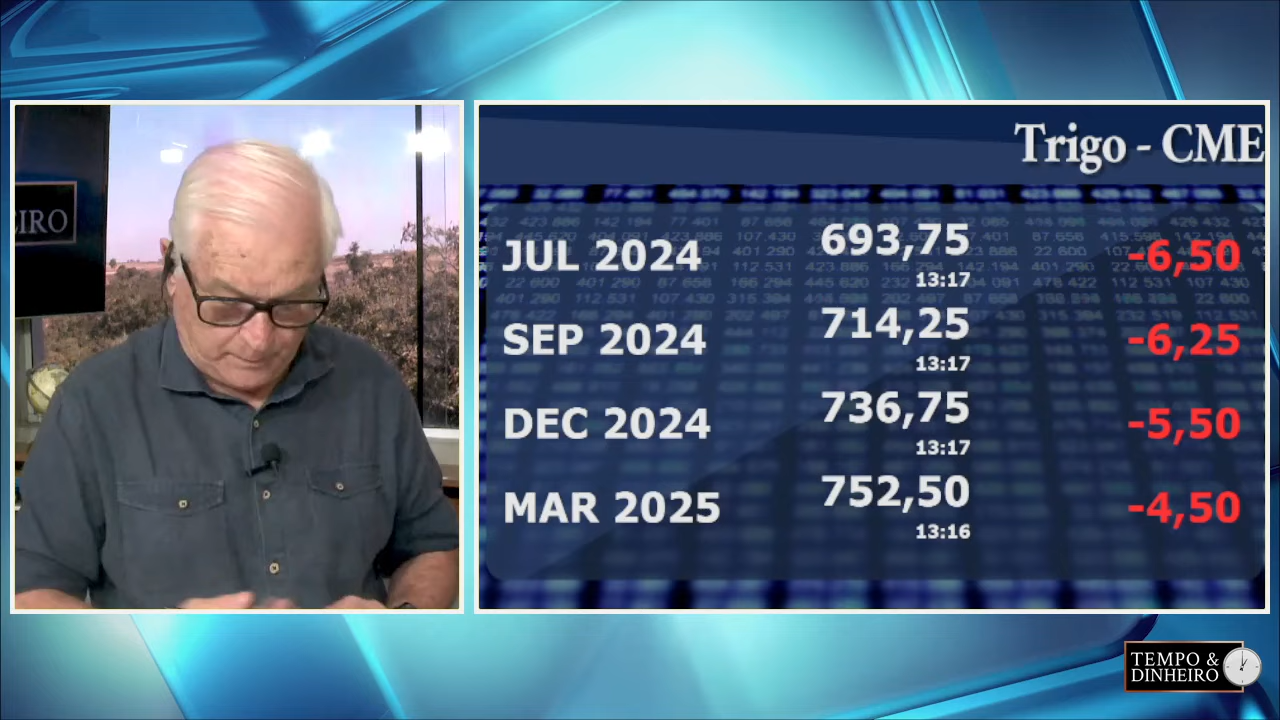 IRO
Trigo - CME
JUL 2024 693,75 -6,50
13:17
SEP 2024 714,25 -6,25
13:17
DEC 2024 736,75 -5,50
13:17
MAR 2025 752,50 -4,50
13:16
TEMPO &
DINHEIRO